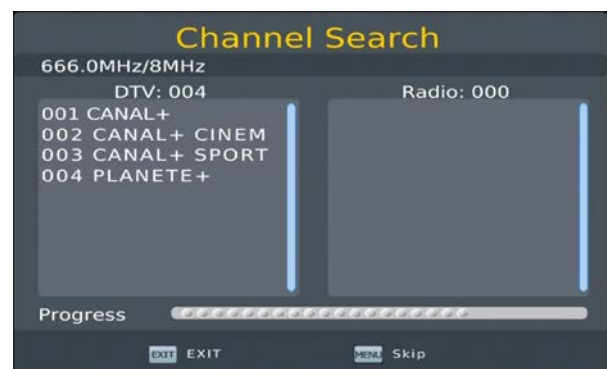 Channel Search
666.0MHz/8MHz
DTV: 004
Radio: 000
001 CANAL+
002 CANAL+ CINEM
003 CANAL+ SPORT
004 PLANETE+
Progress
EXIT EXIT
MENU Skip